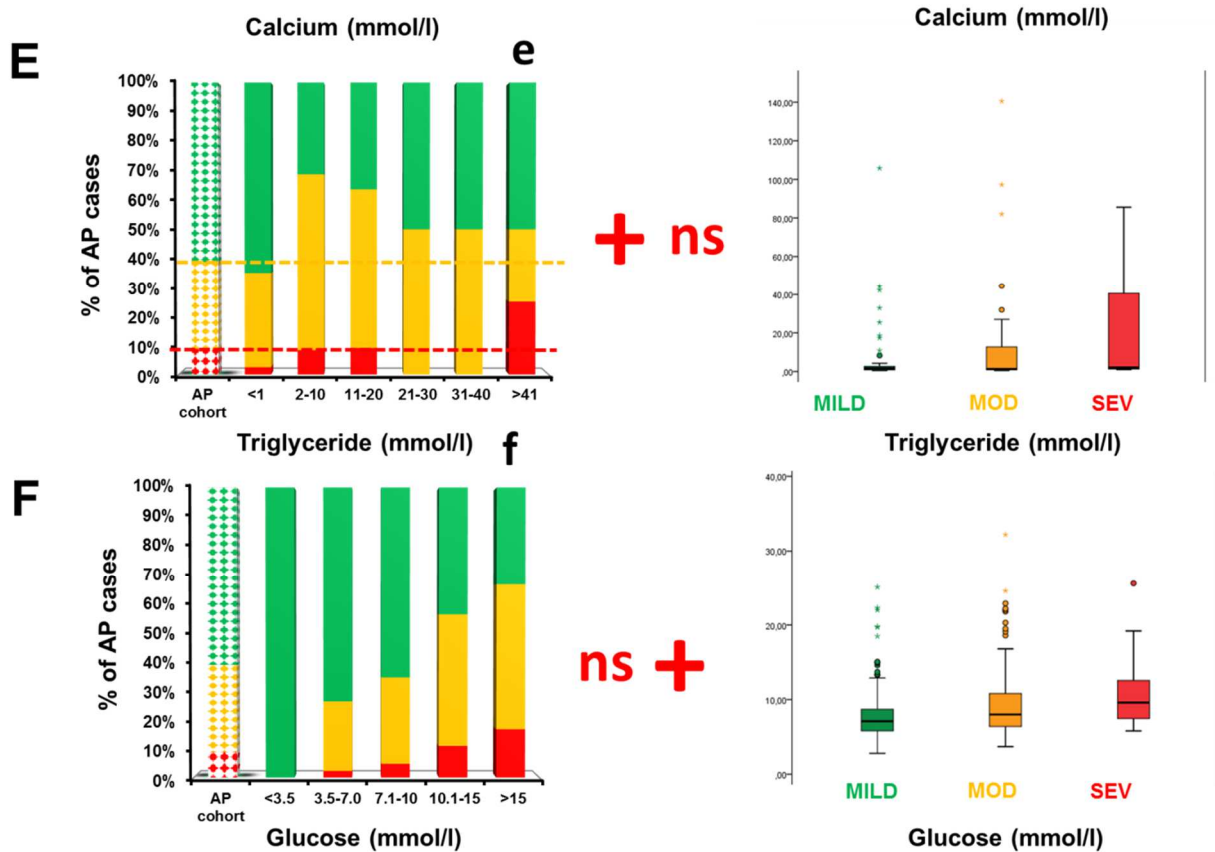 Calcium (mmol/l)
Calcium (mmol/l)
E
e
% of AP cases
100%
90%
80%
70%
60%
50%
40%
30%
20%
10%
0%
AP cohort
<1
2-10
11-20
21-30
31-40
>41
Triglyceride (mmol/l)
+ ns
140,00
120,00
100,00
80,00
60,00
40,00
20,00
,00
MILD
MOD
SEV
Triglyceride (mmol/l)
F
f
% of AP cases
100%
90%
80%
70%
60%
50%
40%
30%
20%
10%
0%
AP cohort
<3.5
3.5-7.0
7.1-10
10.1-15
>15
Glucose (mmol/l)
ns +
40,00
30,00
20,00
10,00
,00
MILD
MOD
SEV
Glucose (mmol/l)